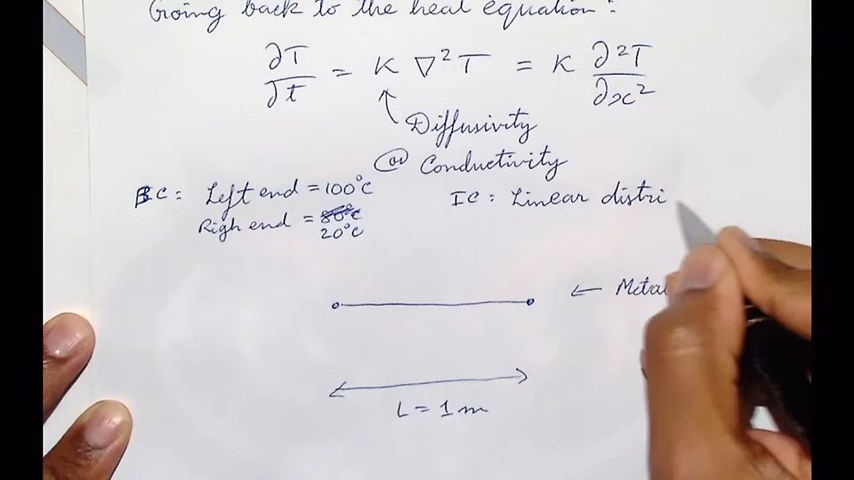 Going back to the heat equation:
∂T/∂t = K ∇²T = K ∂²T/∂x²
Diffusivity
or Conductivity
BC: Left end = 100°C
Righ end = 80°C
20°C
IC: Linear distri
Meta
L = 1m